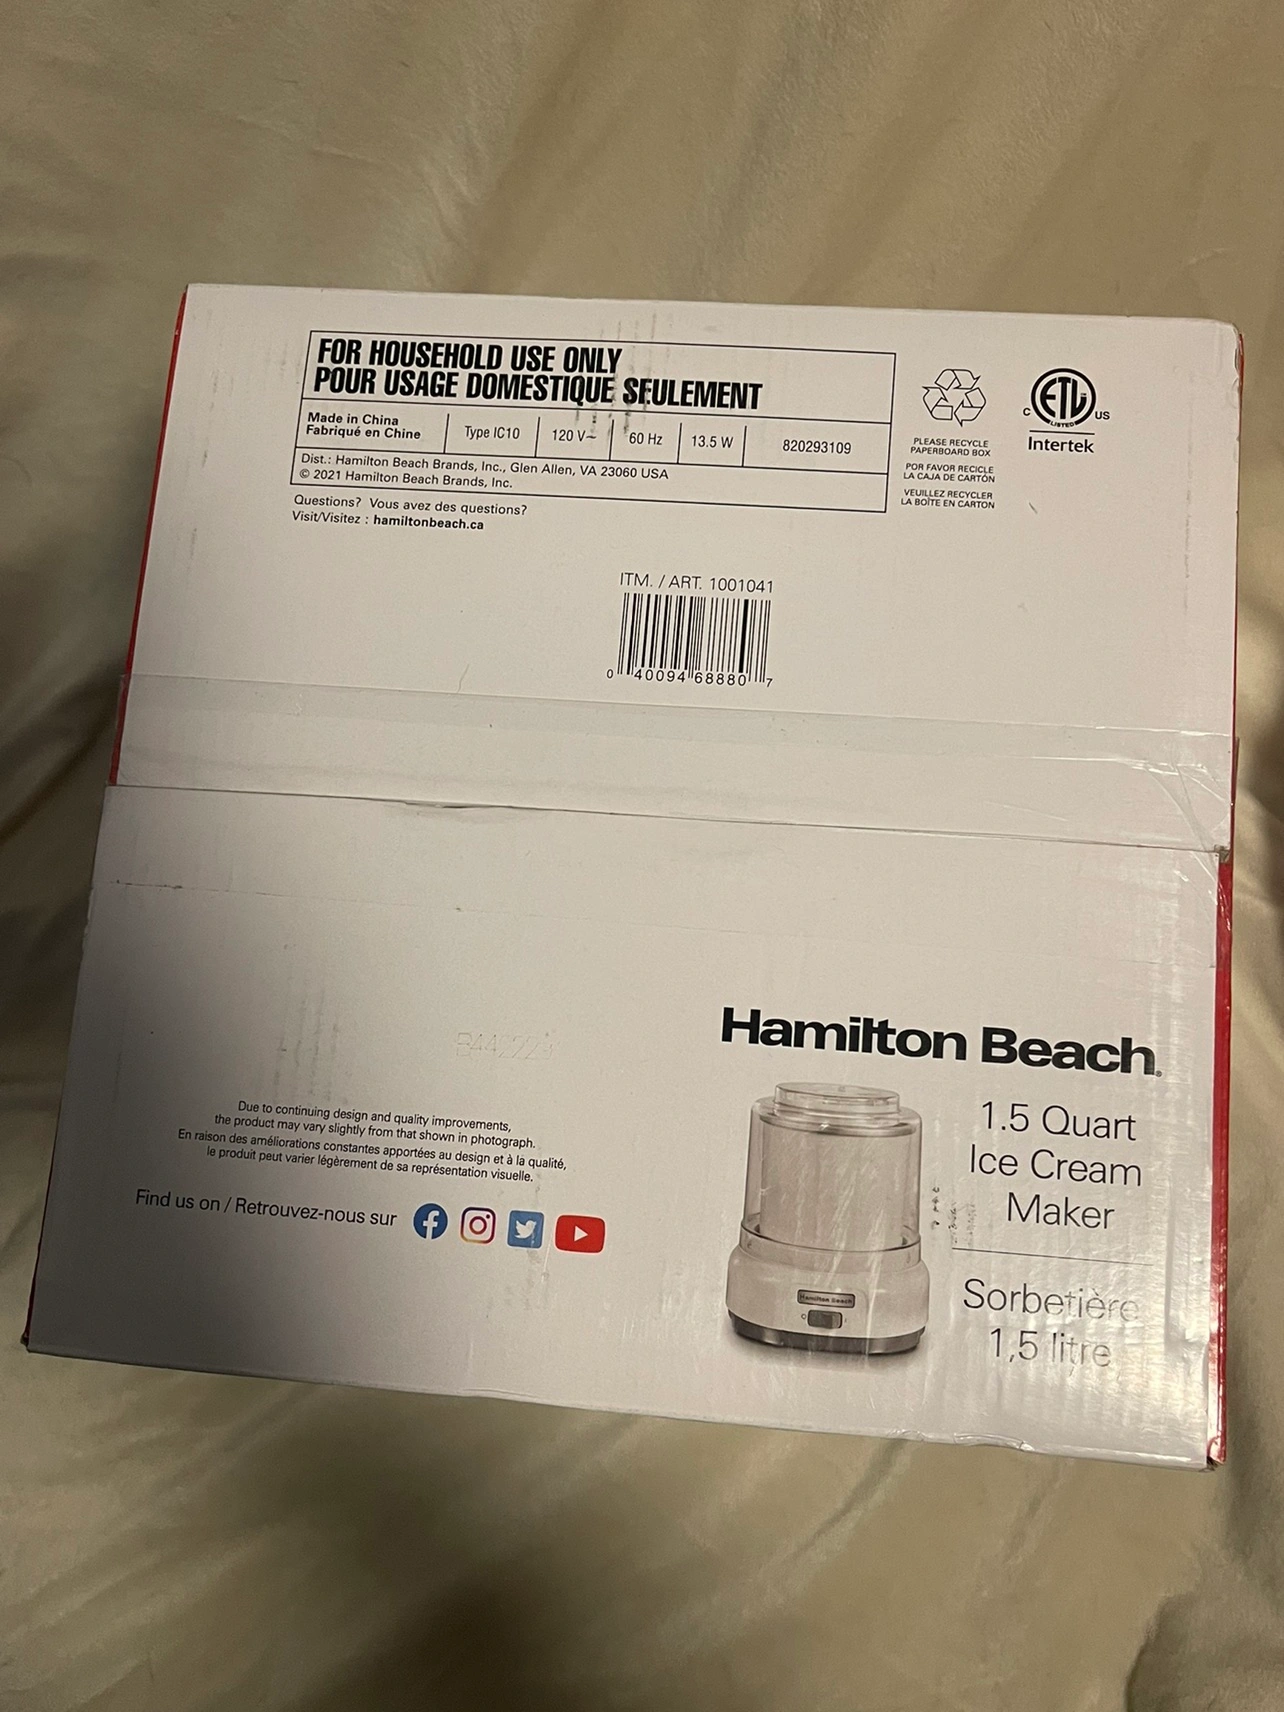 FOR HOUSEHOLD USE ONLY
POUR USAGE DOMESTIQUE SEULEMENT
Made in China
Fabriqué en Chine
Type IC10
120 V~
60 Hz
13.5 W
820293109
Dist.: Hamilton Beach Brands, Inc., Glen Allen, VA 23060 USA
© 2021 Hamilton Beach Brands, Inc.
Questions? Vous avez des questions?
Visit/Visitez : hamiltonbeach.ca
PLEASE RECYCLE
PAPERBOARD BOX
POR FAVOR RECICLE
LA CAJA DE CARTÓN
VEUILLEZ RECYCLER
LA BOÎTE EN CARTON
ETL
LISTED
C US
Intertek
ITM. / ART. 1001041
0 40094 68880 7
Hamilton Beach®
1.5 Quart
Ice Cream
Maker
Sorbetière
1,5 litre
Hamilton Beach
Due to continuing design and quality improvements,
the product may vary slightly from that shown in photograph.
En raison des améliorations constantes apportées au design et à la qualité,
le produit peut varier légèrement de sa représentation visuelle.
Find us on / Retrouvez-nous sur